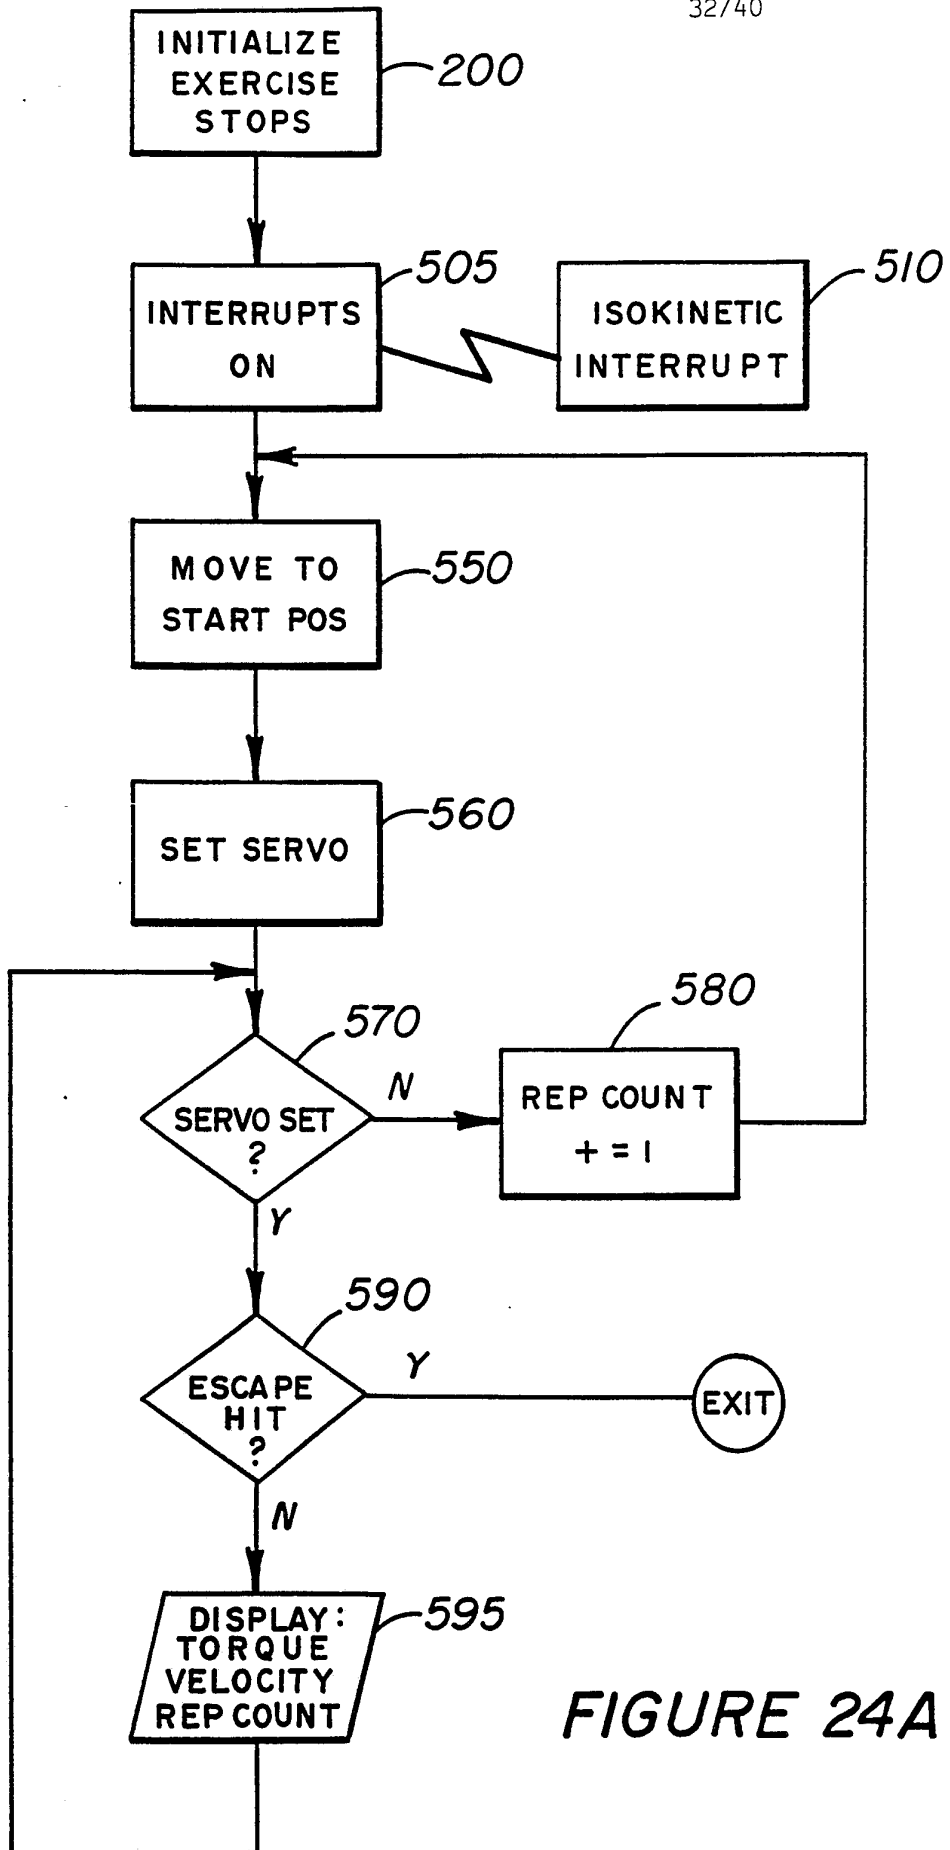 32/40
INITIALIZE
EXERCISE
STOPS
200
INTERRUPTS
ON
505
ISOKINETIC
INTERRUPT
510
MOVE TO
START POS
550
SET SERVO
560
SERVO SET
?
570
N
REP COUNT
+ = 1
580
Y
ESCAPE
HIT
?
590
Y
EXIT
N
DISPLAY:
TORQUE
VELOCITY
REP COUNT
595
FIGURE 24A